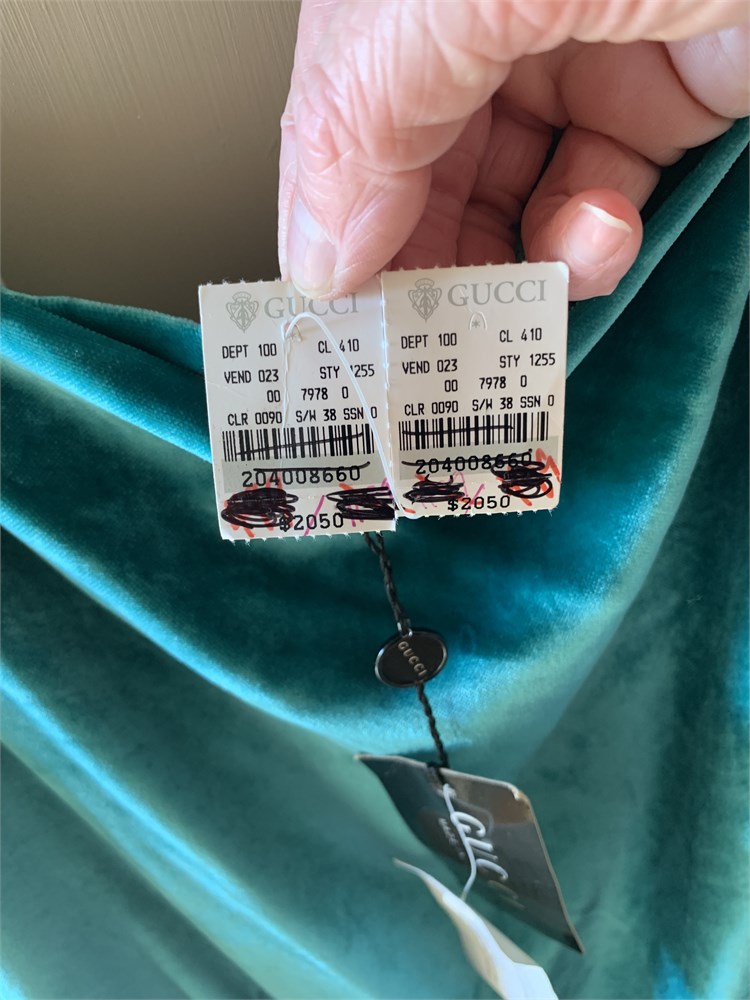 GUCCI
DEPT 100 CL 410
VEND 023 STY 1255
00 7978 0
CLR 0090 S/W 38 SSN 0
204008660
$2050
GUCCI
DEPT 100 CL 410
VEND 023 STY 1255
00 7978 0
CLR 0090 S/W 38 SSN 0
204008660
$2050
GUCCI